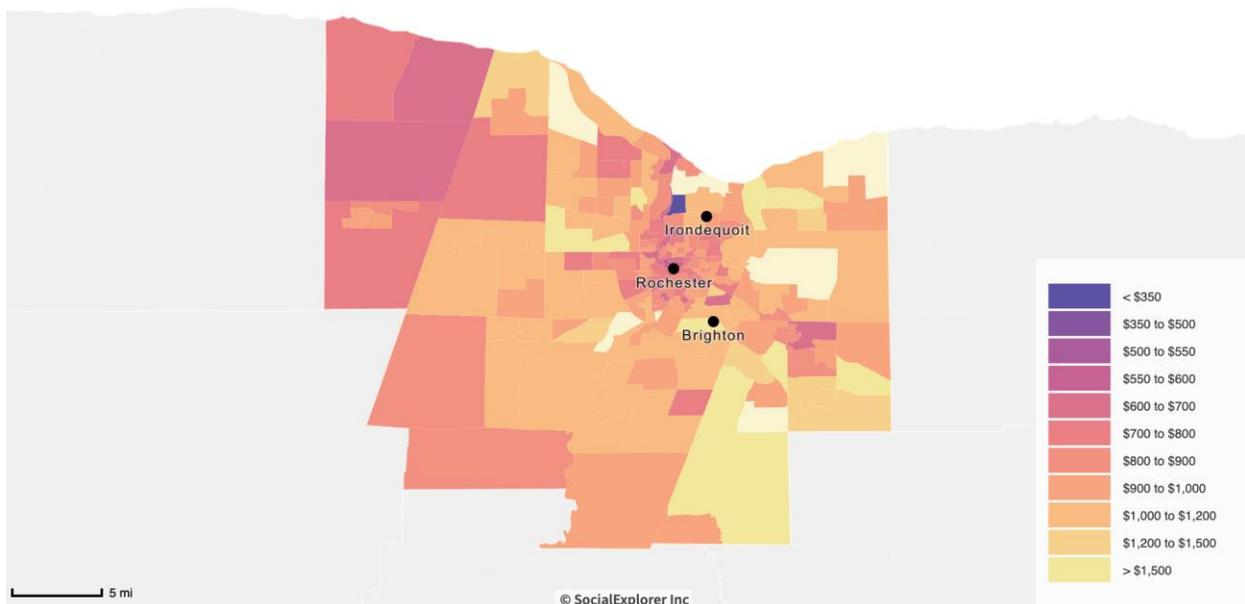 Irondequoit
Rochester
Brighton
< $350
$350 to $500
$500 to $550
$550 to $600
$600 to $700
$700 to $800
$800 to $900
$900 to $1,000
$1,000 to $1,200
$1,200 to $1,500
> $1,500
5 mi
© SocialExplorer Inc